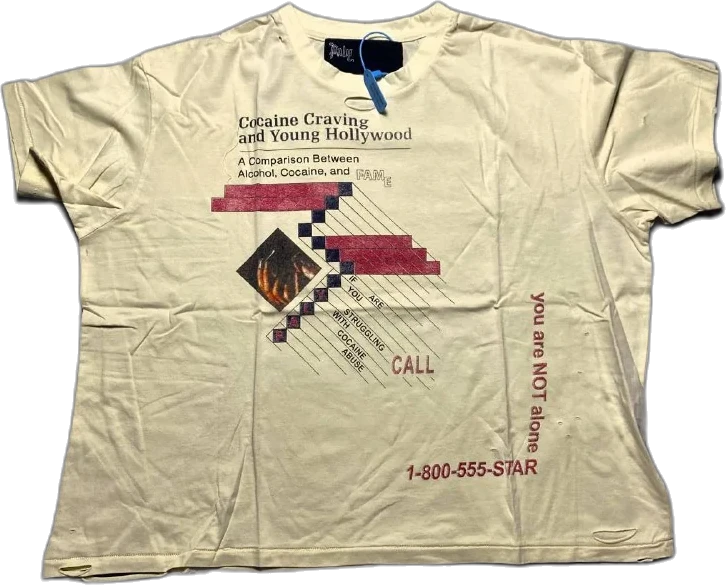 Cocaine Craving
and Young Hollywood
A Comparison Between
Alcohol, Cocaine, and FAME
IF
YOU ARE
STRUGGLING
WITH
COCAINE
ABUSE
CALL
you are NOT alone
1-800-555-STAR